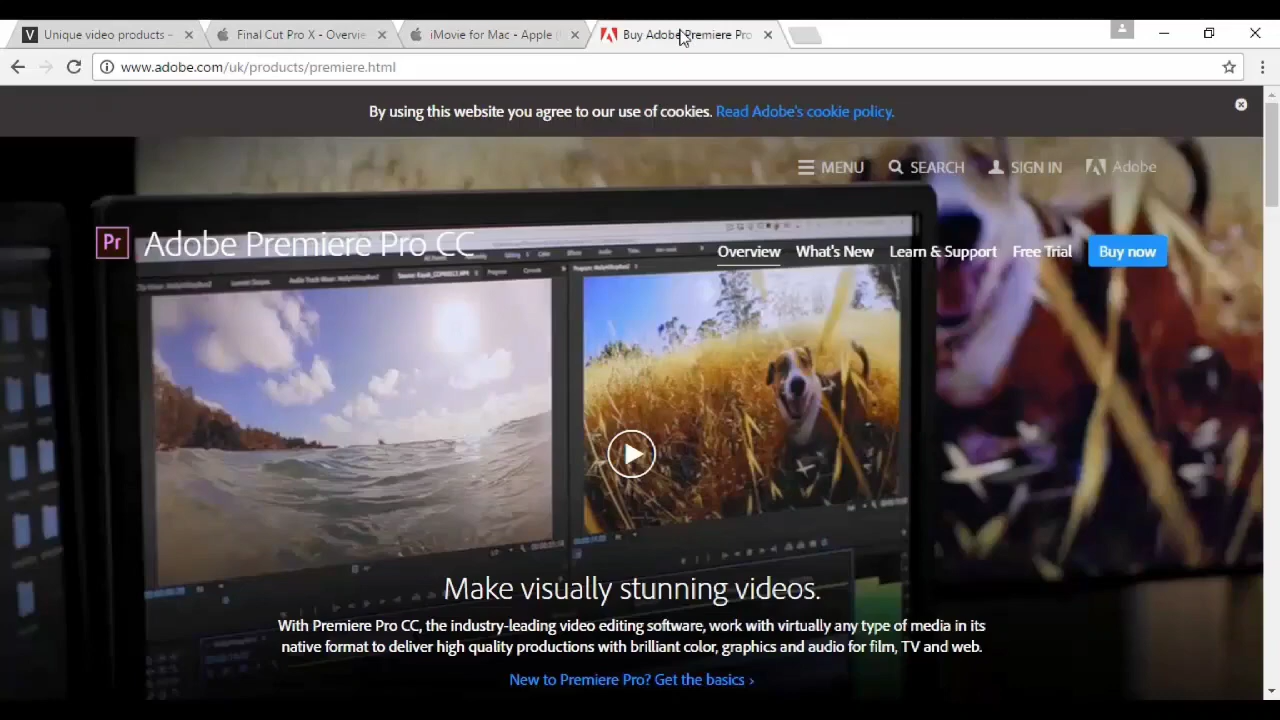 Unique video products -
Final Cut Pro X - Overvie
iMovie for Mac - Apple (
Buy Adobe Premiere Pro
www.adobe.com/uk/products/premiere.html
By using this website you agree to our use of cookies. Read Adobe's cookie policy.
MENU SEARCH SIGN IN Adobe
Pr Adobe Premiere Pro CC
Overview What's New Learn & Support Free Trial Buy now
Make visually stunning videos.
With Premiere Pro CC, the industry-leading video editing software, work with virtually any type of media in its
native format to deliver high quality productions with brilliant color, graphics and audio for film, TV and web.
New to Premiere Pro? Get the basics ›